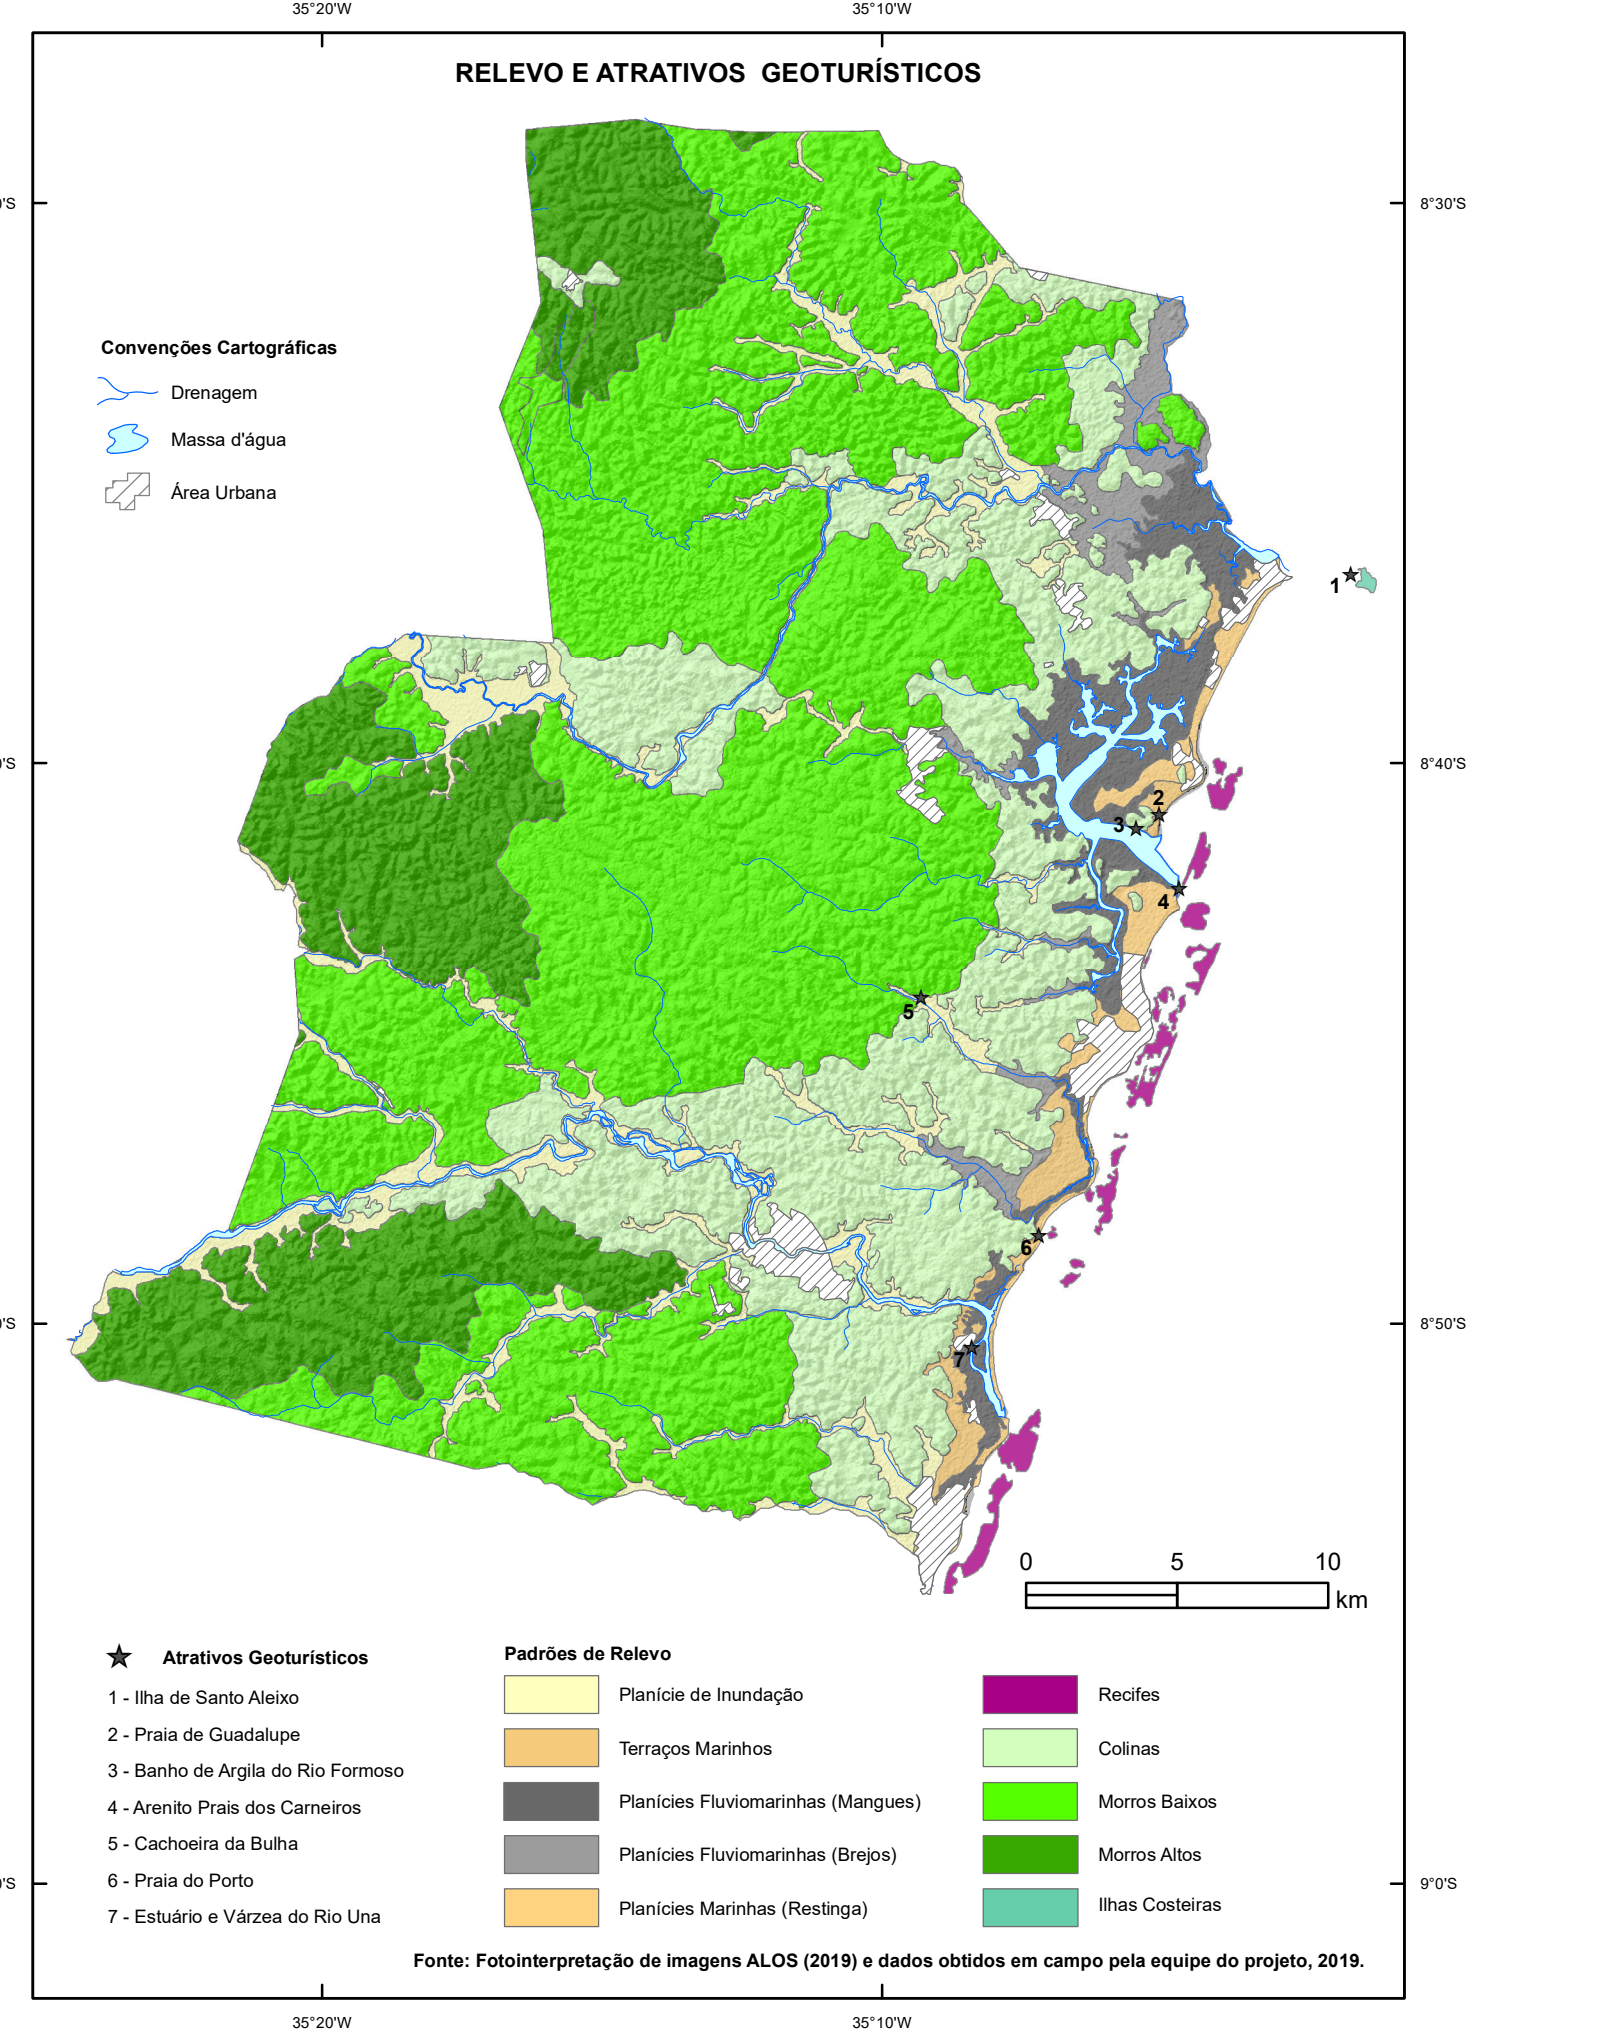 35°20'W 35°10'W
RELEVO E ATRATIVOS GEOTURÍSTICOS
'S 8°30'S
Convenções Cartográficas
Drenagem
Massa d'água
Área Urbana
1
'S 8°40'S
2
3
4
5
6
'S 8°50'S
7
0 5 10
km
Atrativos Geoturísticos
1 - Ilha de Santo Aleixo
2 - Praia de Guadalupe
3 - Banho de Argila do Rio Formoso
4 - Arenito Prais dos Carneiros
5 - Cachoeira da Bulha
6 - Praia do Porto
7 - Estuário e Várzea do Rio Una
Padrões de Relevo
Planície de Inundação
Terraços Marinhos
Planícies Fluviomarinhas (Mangues)
Planícies Fluviomarinhas (Brejos)
Planícies Marinhas (Restinga)
Recifes
Colinas
Morros Baixos
Morros Altos
Ilhas Costeiras
'S 9°0'S
Fonte: Fotointerpretação de imagens ALOS (2019) e dados obtidos em campo pela equipe do projeto, 2019.
35°20'W 35°10'W